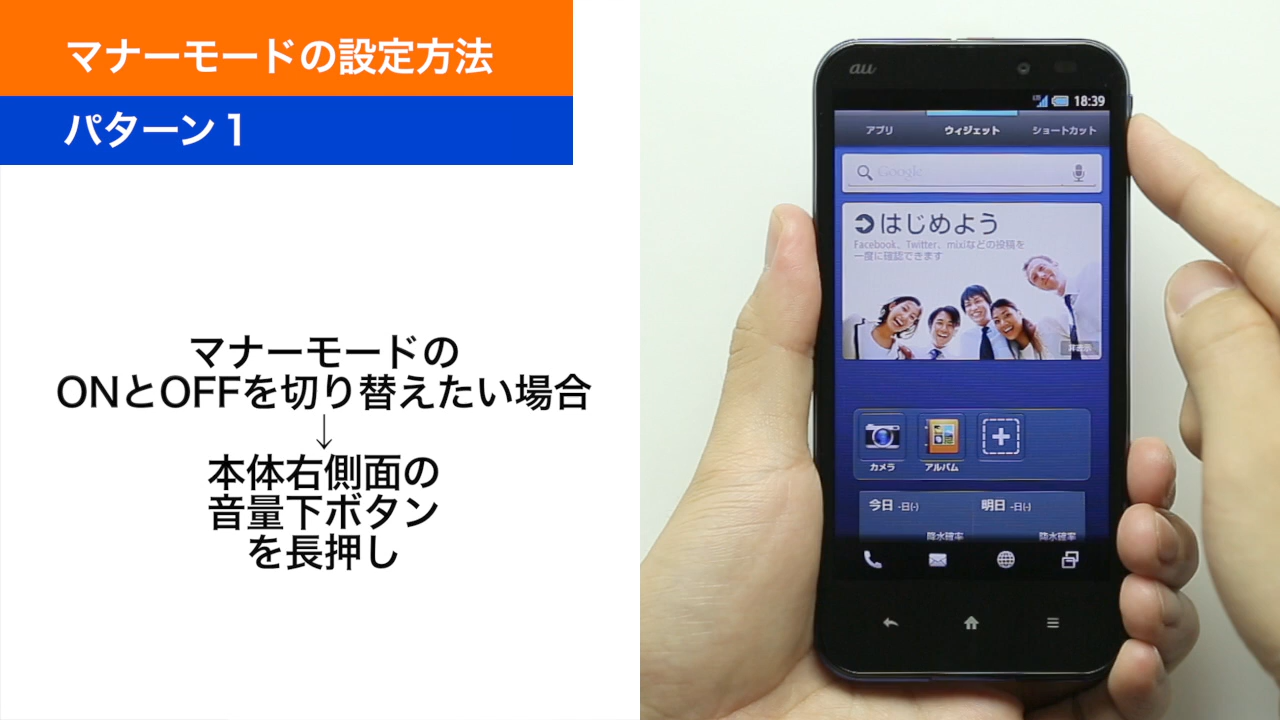 マナーモードの設定方法
パターン1
マナーモードの
ONとOFFを切り替えたい場合
↓
本体右側面の
音量下ボタン
を長押し
au
LTE 18:39
アプリ ウィジェット ショートカット
Google
はじめよう
Facebook、Twitter、mixiなどの投稿を
一度に確認できます
非表示
カメラ アルバム
今日 -日(-) 明日 -日(-)
降水確率 降水確率